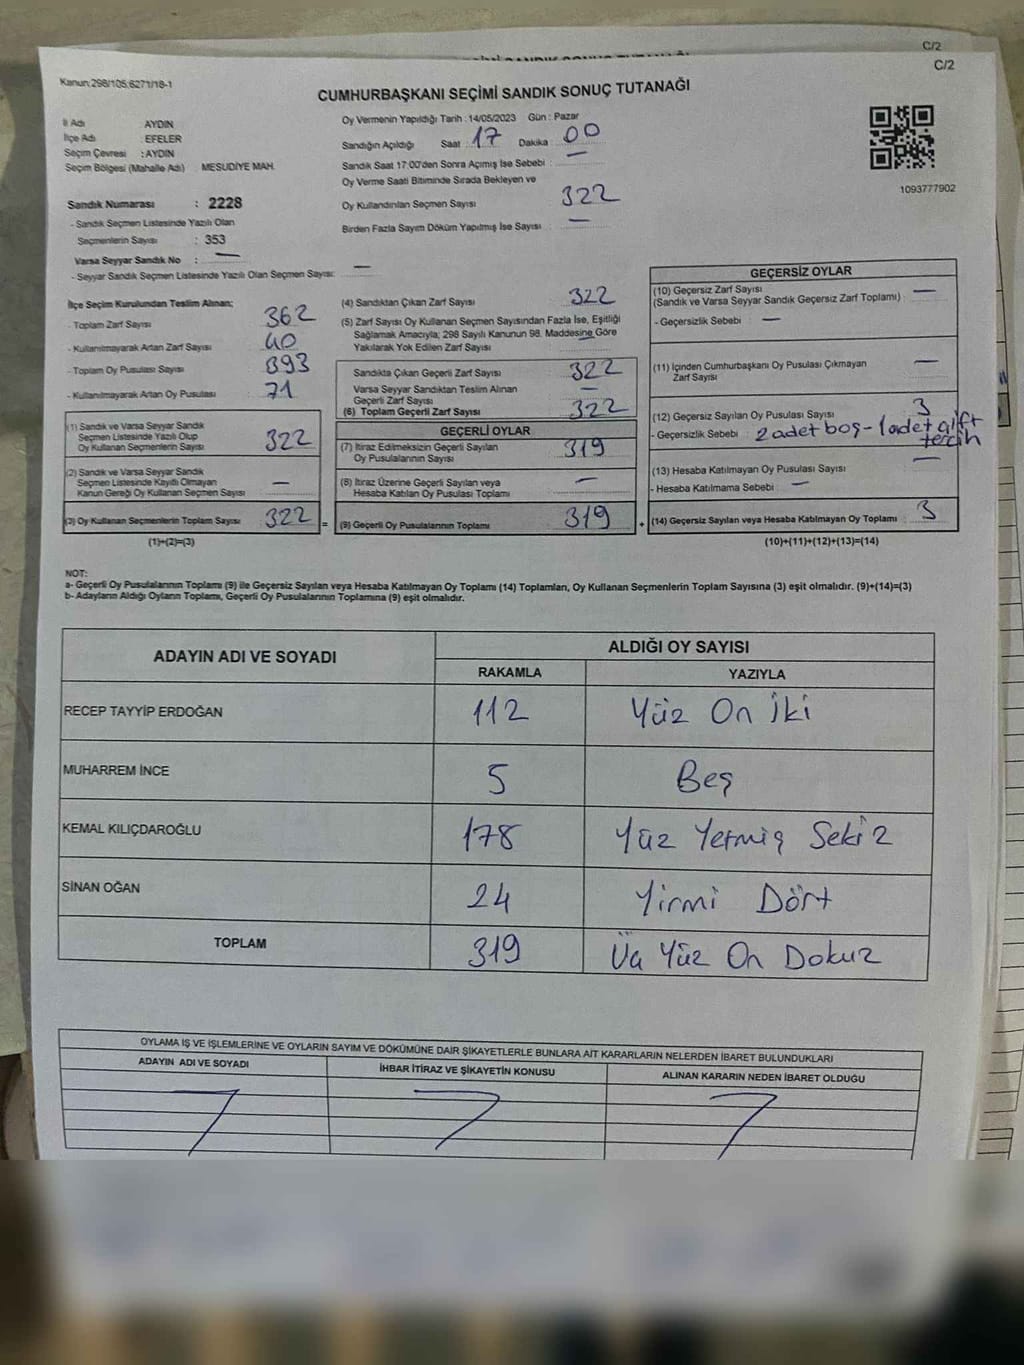 C/2
C/2
Kanun:298/105,6271/18-1
CUMHURBAŞKANI SEÇİMİ SANDIK SONUÇ TUTANAĞI
İl Adı AYDIN
İlçe Adı : EFELER
Seçim Çevresi : AYDIN
Seçim Bölgesi (Mahalle Adı) MESUDİYE MAH.
Sandık Numarası : 2228
- Sandık Seçmen Listesinde Yazılı Olan
Seçmenlerin Sayısı : 353
Varsa Seyyar Sandık No : —
- Seyyar Sandık Seçmen Listesinde Yazılı Olan Seçmen Sayısı: —
Oy Vermenin Yapıldığı Tarih : 14/05/2023 Gün : Pazar
Sandığın Açıldığı Saat : 17 Dakika : 00
Sandık Saat 17:00'den Sonra Açımış İse Sebebi : —
Oy Verme Saati Bitiminde Sırada Bekleyen ve
Oy Kullandırılan Seçmen Sayısı : 322
Birden Fazla Sayım Döküm Yapılmış İse Sayısı : —
1093777902
İlçe Seçim Kurulundan Teslim Alınan;
- Toplam Zarf Sayısı 362
- Kullanılmayarak Artan Zarf Sayısı 40
- Toplam Oy Pusulası Sayısı 393
- Kullanılmayarak Artan Oy Pusulası 71
(1) Sandık ve Varsa Seyyar Sandık
Seçmen Listesinde Yazılı Olup
Oy Kullanan Seçmenlerin Sayısı 322
(2) Sandık ve Varsa Seyyar Sandık
Seçmen Listesinde Kayıtlı Olmayan
Kanun Gereği Oy Kullanan Seçmen Sayısı —
(3) Oy Kullanan Seçmenlerin Toplam Sayısı 322 =
(1)+(2)=(3)
(4) Sandıktan Çıkan Zarf Sayısı 322
(5) Zarf Sayısı Oy Kullanan Seçmen Sayısından Fazla İse, Eşitliği
Sağlamak Amacıyla; 298 Sayılı Kanunun 98. Maddesine Göre
Yakılarak Yok Edilen Zarf Sayısı
Sandıkta Çıkan Geçerli Zarf Sayısı 322
Varsa Seyyar Sandıktan Teslim Alınan
Geçerli Zarf Sayısı —
(6) Toplam Geçerli Zarf Sayısı 322
GEÇERLİ OYLAR
(7) İtiraz Edilmeksizin Geçerli Sayılan
Oy Pusulalarının Sayısı 319
(8) İtiraz Üzerine Geçerli Sayılan veya
Hesaba Katılan Oy Pusulası Toplamı —
(9) Geçerli Oy Pusulalarının Toplamı 319 +
GEÇERSİZ OYLAR
(10) Geçersiz Zarf Sayısı
(Sandık ve Varsa Seyyar Sandık Geçersiz Zarf Toplamı) : —
- Geçersizlik Sebebi : —
(11) İçinden Cumhurbaşkanı Oy Pusulası Çıkmayan
Zarf Sayısı —
(12) Geçersiz Sayılan Oy Pusulası Sayısı 3
- Geçersizlik Sebebi : 2 adet boş - 1 adet çift
tercih
(13) Hesaba Katılmayan Oy Pusulası Sayısı —
- Hesaba Katılmama Sebebi : —
(14) Geçersiz Sayılan veya Hesaba Katılmayan Oy Toplamı 3
(10)+(11)+(12)+(13)=(14)
NOT:
a- Geçerli Oy Pusulalarının Toplamı (9) ile Geçersiz Sayılan veya Hesaba Katılmayan Oy Toplamı (14) Toplamları, Oy Kullanan Seçmenlerin Toplam Sayısına (3) eşit olmalıdır. (9)+(14)=(3)
b- Adayların Aldığı Oyların Toplamı, Geçerli Oy Pusulalarının Toplamına (9) eşit olmalıdır.
ADAYIN ADI VE SOYADI ALDIĞI OY SAYISI
RAKAMLA YAZIYLA
RECEP TAYYİP ERDOĞAN 112 Yüz On İki
MUHARREM İNCE 5 Beş
KEMAL KILIÇDAROĞLU 178 Yüz Yetmiş Sekiz
SİNAN OĞAN 24 Yirmi Dört
TOPLAM 319 Üç Yüz On Dokuz
OYLAMA İŞ VE İŞLEMLERİNE VE OYLARIN SAYIM VE DÖKÜMÜNE DAİR ŞİKAYETLERLE BUNLARA AİT KARARLARIN NELERDEN İBARET BULUNDUKLARI
ADAYIN ADI VE SOYADI İHBAR İTİRAZ VE ŞİKAYETİN KONUSU ALINAN KARARIN NEDEN İBARET OLDUĞU